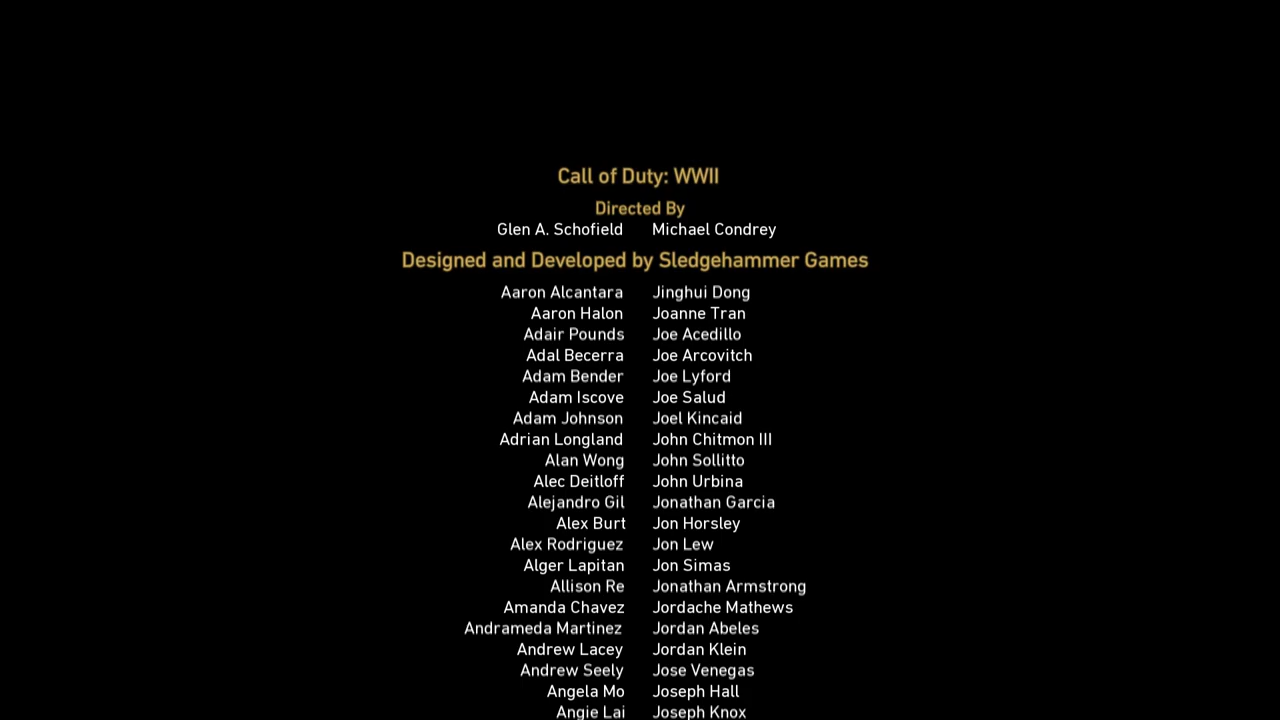 Call of Duty: WWII
Directed By
Glen A. Schofield Michael Condrey
Designed and Developed by Sledgehammer Games
Aaron Alcantara Jinghui Dong
Aaron Halon Joanne Tran
Adair Pounds Joe Acedillo
Adal Becerra Joe Arcovitch
Adam Bender Joe Lyford
Adam Iscove Joe Salud
Adam Johnson Joel Kincaid
Adrian Longland John Chitmon III
Alan Wong John Sollitto
Alec Deitloff John Urbina
Alejandro Gil Jonathan Garcia
Alex Burt Jon Horsley
Alex Rodriguez Jon Lew
Alger Lapitan Jon Simas
Allison Re Jonathan Armstrong
Amanda Chavez Jordache Mathews
Andrameda Martinez Jordan Abeles
Andrew Lacey Jordan Klein
Andrew Seely Jose Venegas
Angela Mo Joseph Hall
Angie Lai Joseph Knox